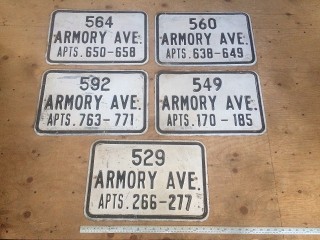 564
ARMORY AVE.
APTS. 650-658
560
ARMORY AVE.
APTS. 638-649
592
ARMORY AVE.
APTS. 763-771
549
ARMORY AVE.
APTS. 170-185
529
ARMORY AVE.
APTS. 266-277